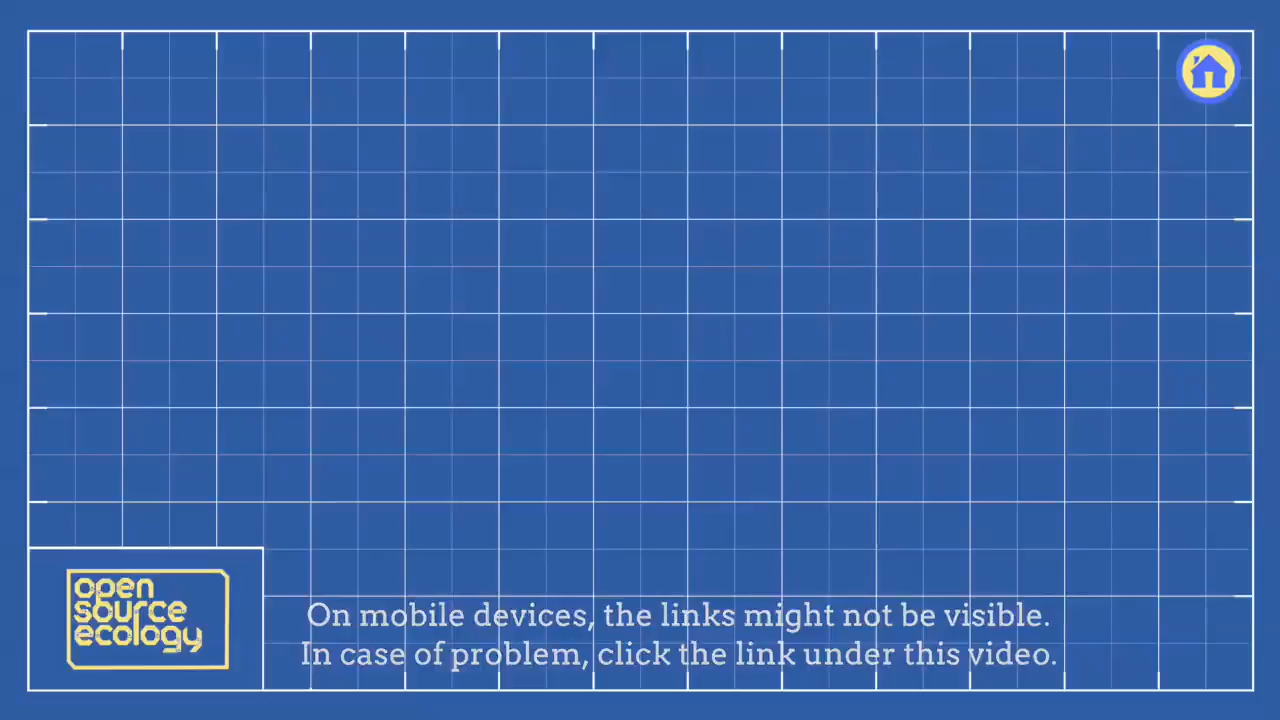 open
source
ecology
On mobile devices, the links might not be visible.
In case of problem, click the link under this video.